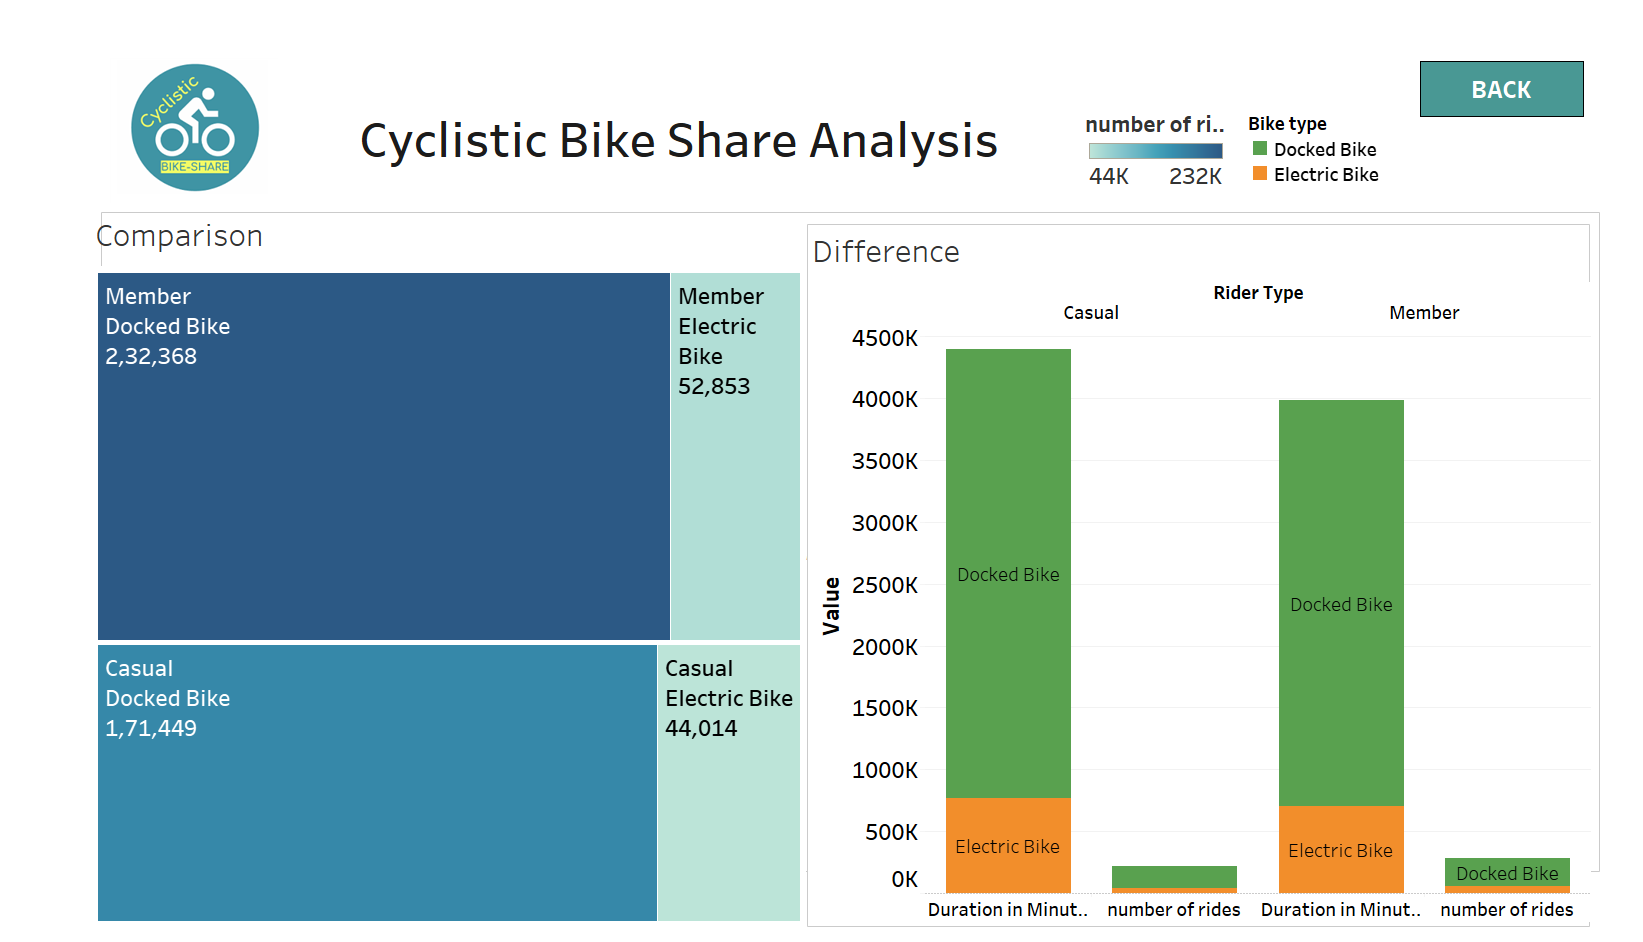 Cyclistic
BIKE-SHARE
Cyclistic Bike Share Analysis
number of ri..
44K 232K
Bike type
Docked Bike
Electric Bike
BACK
Comparison
Member
Docked Bike
2,32,368
Member
Electric
Bike
52,853
Casual
Docked Bike
1,71,449
Casual
Electric Bike
44,014
Difference
Rider Type
Casual Member
4500K
4000K
3500K
3000K
2500K
2000K
1500K
1000K
500K
0K
Value
Docked Bike
Electric Bike
Docked Bike
Electric Bike
Docked Bike
Duration in Minut.. number of rides Duration in Minut.. number of rides